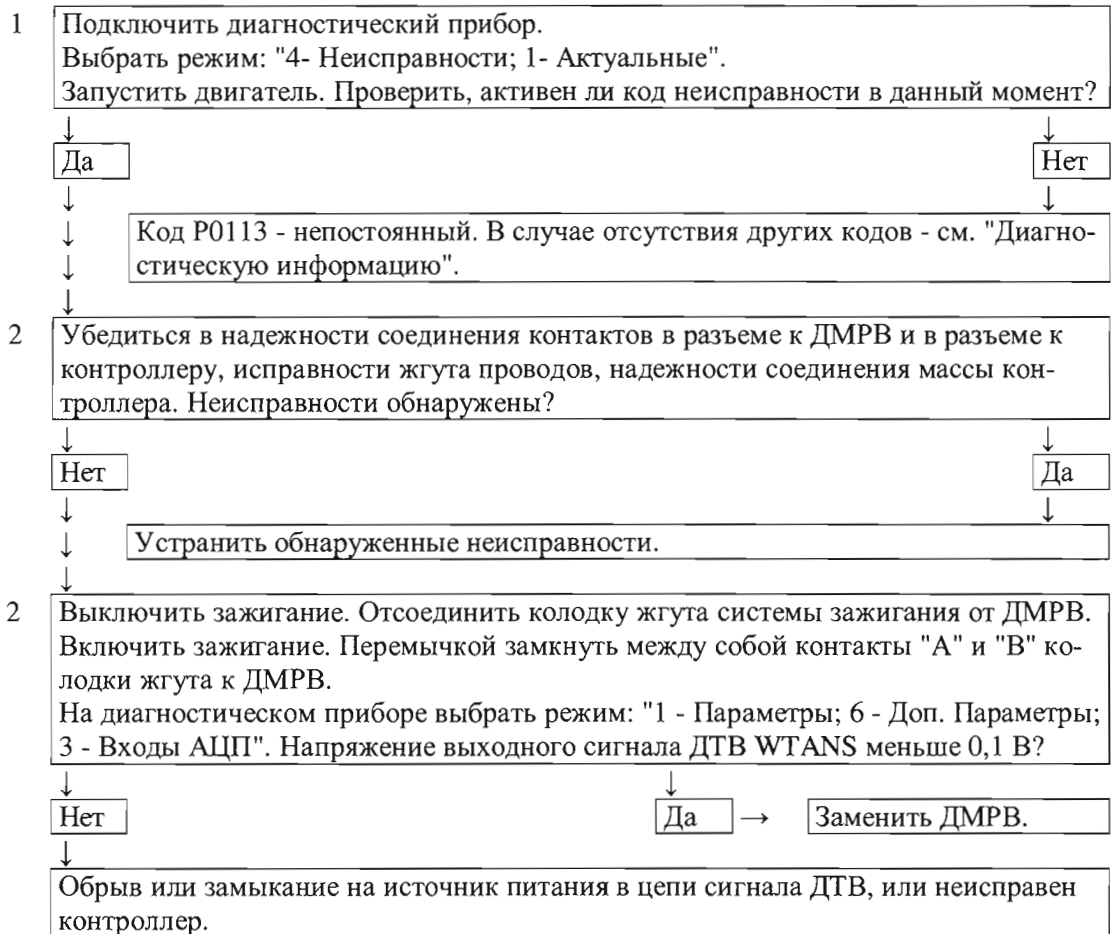 1 Подключить диагностический прибор.
Выбрать режим: "4- Неисправности; 1- Актуальные".
Запустить двигатель. Проверить, активен ли код неисправности в данный момент?
↓ ↓
Да Нет
↓ ↓
↓ Код P0113 - непостоянный. В случае отсутствия других кодов - см. "Диагно-
↓ стическую информацию".
↓
2 Убедиться в надежности соединения контактов в разъеме к ДМРВ и в разъеме к
контроллеру, исправности жгута проводов, надежности соединения массы кон-
троллера. Неисправности обнаружены?
↓ ↓
Нет Да
↓ ↓
↓ Устранить обнаруженные неисправности.
↓
2 Выключить зажигание. Отсоединить колодку жгута системы зажигания от ДМРВ.
Включить зажигание. Перемычкой замкнуть между собой контакты "А" и "В" ко-
лодки жгута к ДМРВ.
На диагностическом приборе выбрать режим: "1 - Параметры; 6 - Доп. Параметры;
3 - Входы АЦП". Напряжение выходного сигнала ДТВ WTANS меньше 0,1 В?
↓ ↓
Нет Да → Заменить ДМРВ.
↓
Обрыв или замыкание на источник питания в цепи сигнала ДТВ, или неисправен
контроллер.